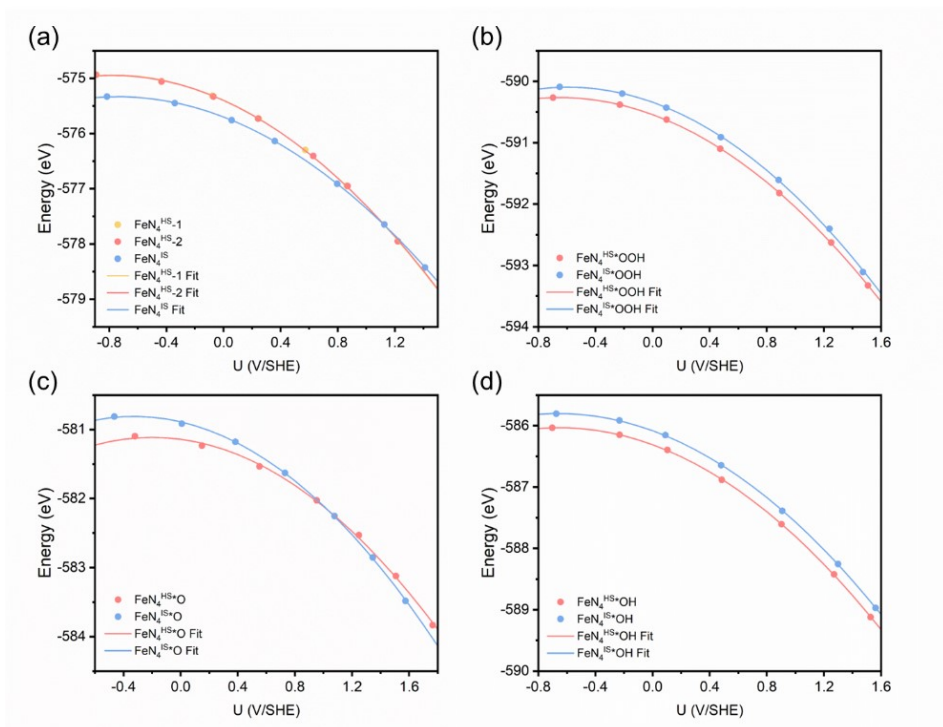 (a)
-575
-576
-577
-578
-579
Energy (eV)
FeN₄ᴴˢ-1
FeN₄ᴴˢ-2
FeN₄ᴵˢ
FeN₄ᴴˢ-1 Fit
FeN₄ᴴˢ-2 Fit
FeN₄ᴵˢ Fit
-0.8 -0.4 0.0 0.4 0.8 1.2
U (V/SHE)
(b)
-590
-591
-592
-593
-594
Energy (eV)
FeN₄ᴴˢ*OOH
FeN₄ᴵˢ*OOH
FeN₄ᴴˢ*OOH Fit
FeN₄ᴵˢ*OOH Fit
-0.8 -0.4 0.0 0.4 0.8 1.2 1.6
U (V/SHE)
(c)
-581
-582
-583
-584
Energy (eV)
FeN₄ᴴˢ*O
FeN₄ᴵˢ*O
FeN₄ᴴˢ*O Fit
FeN₄ᴵˢ*O Fit
-0.4 0.0 0.4 0.8 1.2 1.6
U (V/SHE)
(d)
-586
-587
-588
-589
-590
Energy (eV)
FeN₄ᴴˢ*OH
FeN₄ᴵˢ*OH
FeN₄ᴴˢ*OH Fit
FeN₄ᴵˢ*OH Fit
-0.8 -0.4 0.0 0.4 0.8 1.2 1.6
U (V/SHE)